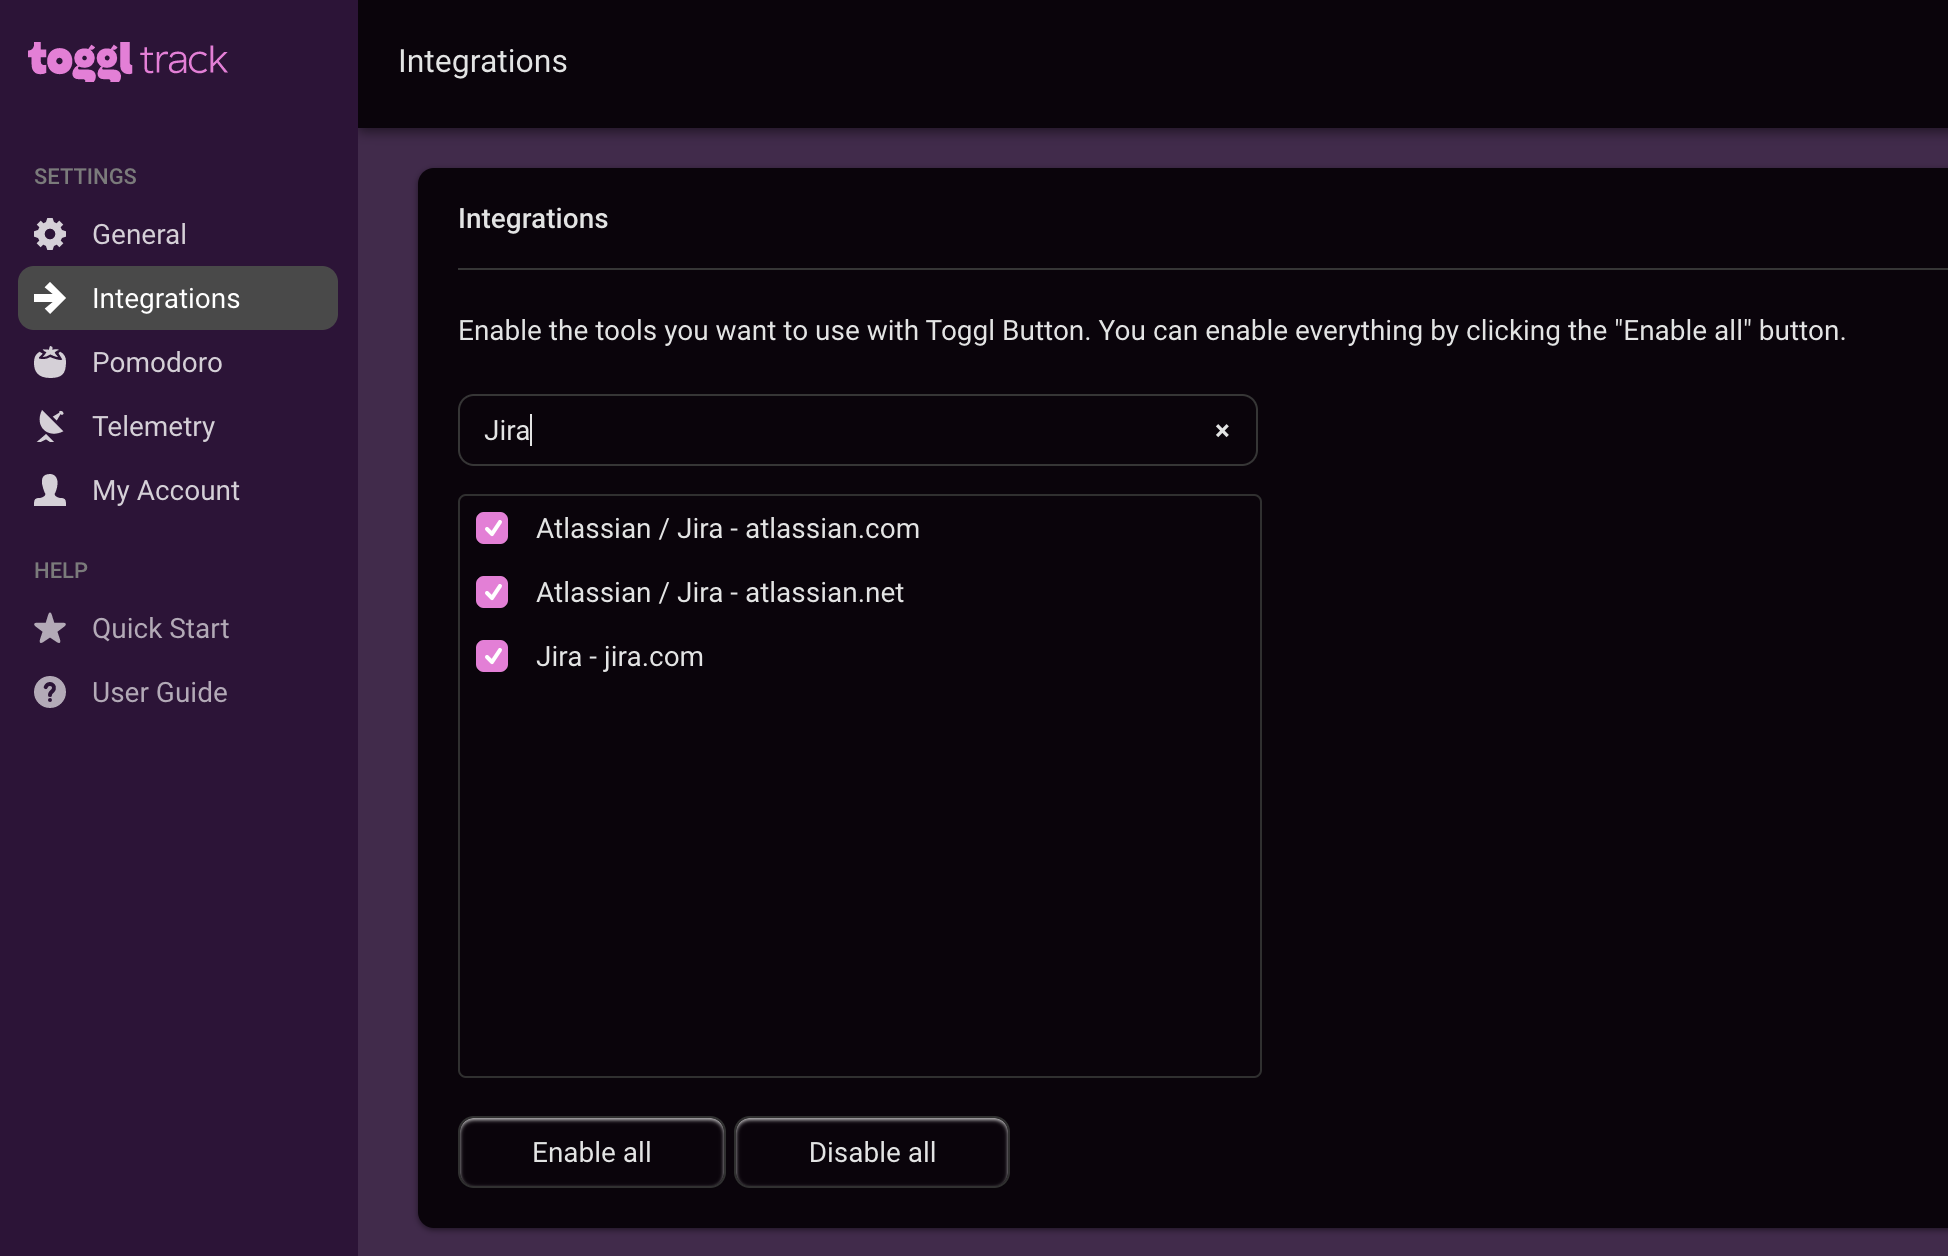 toggl track
SETTINGS
General
Integrations
Pomodoro
Telemetry
My Account
HELP
Quick Start
User Guide
Integrations
Integrations
Enable the tools you want to use with Toggl Button. You can enable everything by clicking the "Enable all" button.
Jira
Atlassian / Jira - atlassian.com
Atlassian / Jira - atlassian.net
Jira - jira.com
Enable all
Disable all